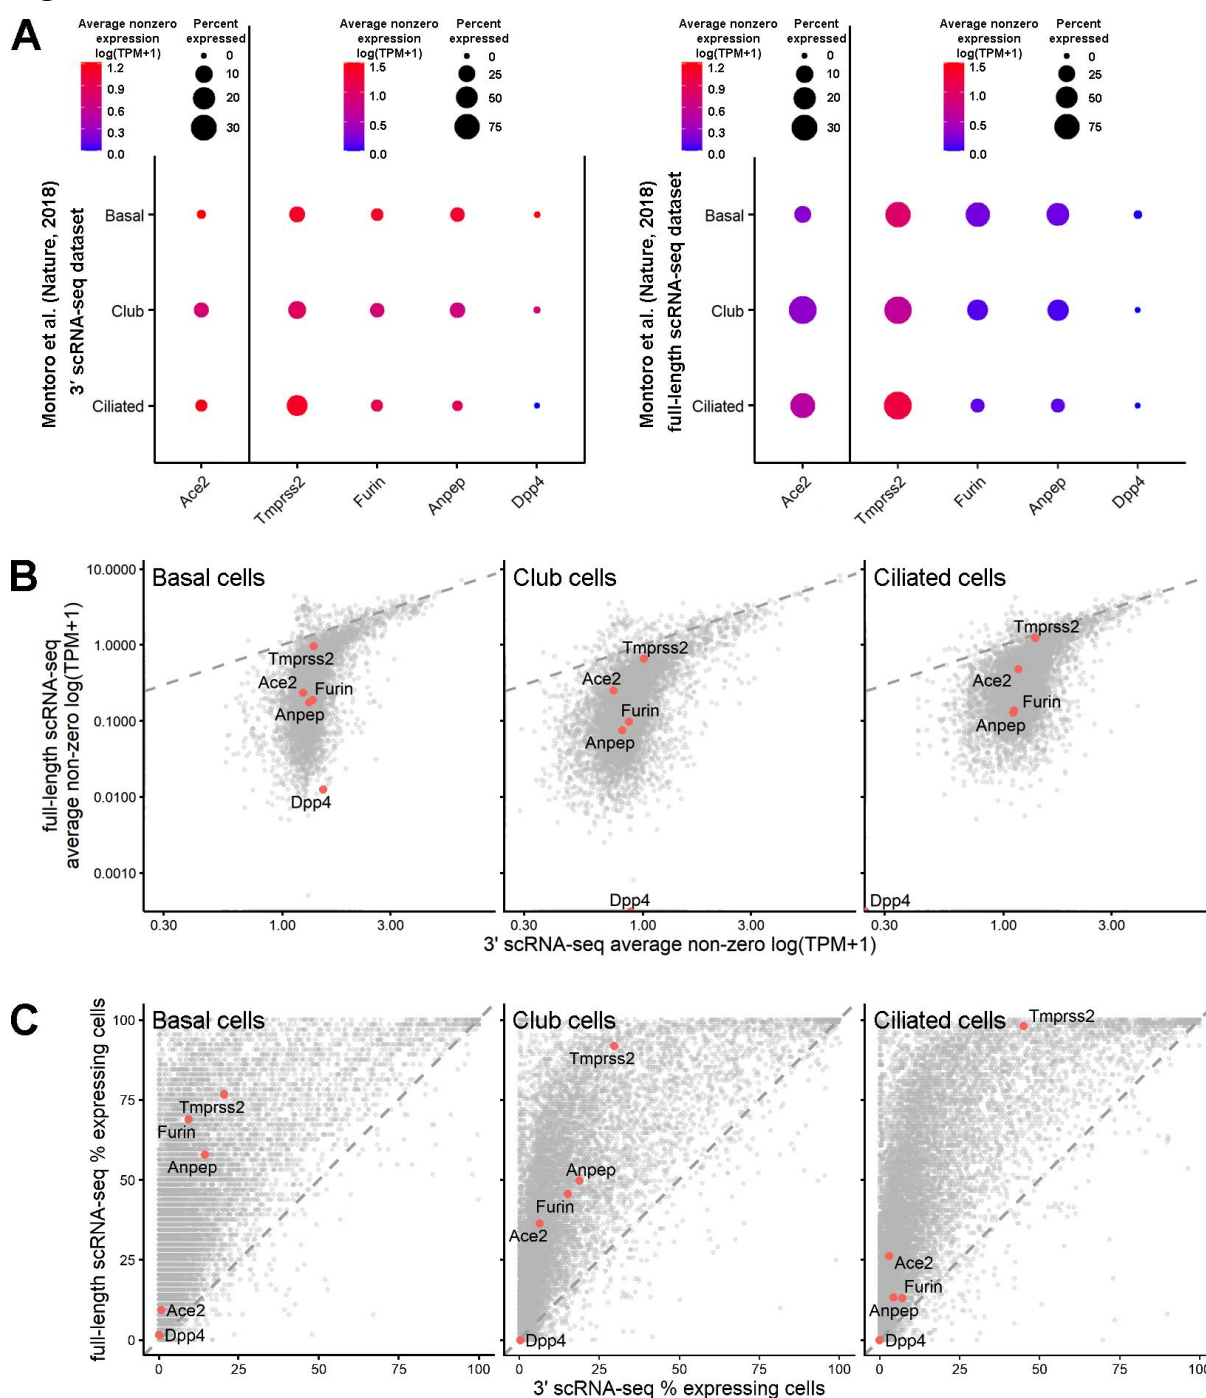 A
Average nonzero expression log(TPM+1)
1.2
0.9
0.6
0.3
0.0
Percent expressed
0
10
20
30
Average nonzero expression log(TPM+1)
1.5
1.0
0.5
0.0
Percent expressed
0
25
50
75
Montoro et al. (Nature, 2018)
3′ scRNA-seq dataset
Basal
Club
Ciliated
Ace2
Tmprss2
Furin
Anpep
Dpp4
Average nonzero expression log(TPM+1)
1.2
0.9
0.6
0.3
0.0
Percent expressed
0
10
20
30
Average nonzero expression log(TPM+1)
1.5
1.0
0.5
0.0
Percent expressed
0
25
50
75
Montoro et al. (Nature, 2018)
full-length scRNA-seq dataset
Basal
Club
Ciliated
Ace2
Tmprss2
Furin
Anpep
Dpp4
B
full-length scRNA-seq
average non-zero log(TPM+1)
10.0000
1.0000
0.1000
0.0100
0.0010
Basal cells
Tmprss2
Ace2
Furin
Anpep
Dpp4
0.30
1.00
3.00
Club cells
Tmprss2
Ace2
Furin
Anpep
Dpp4
0.30
1.00
3.00
Ciliated cells
Tmprss2
Ace2
Furin
Anpep
Dpp4
0.30
1.00
3.00
3' scRNA-seq average non-zero log(TPM+1)
C
full-length scRNA-seq % expressing cells
100
75
50
25
0
Basal cells
Tmprss2
Furin
Anpep
Ace2
Dpp4
0
25
50
75
100
Club cells
Tmprss2
Anpep
Furin
Ace2
Dpp4
0
25
50
75
100
Ciliated cells
Tmprss2
Ace2
Furin
Anpep
Dpp4
0
25
50
75
100
3' scRNA-seq % expressing cells